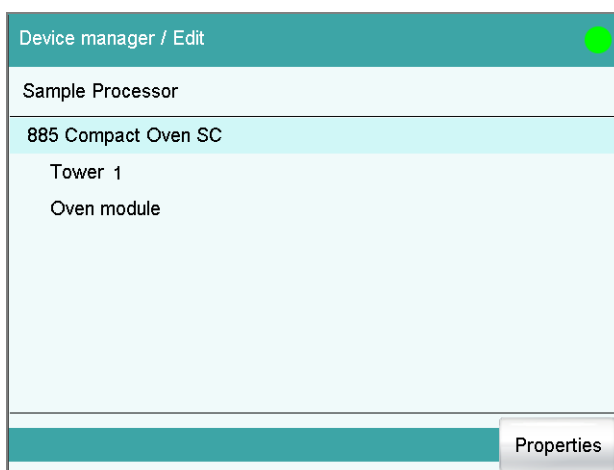 Device manager / Edit
Sample Processor
885 Compact Oven SC
Tower 1
Oven module
Properties